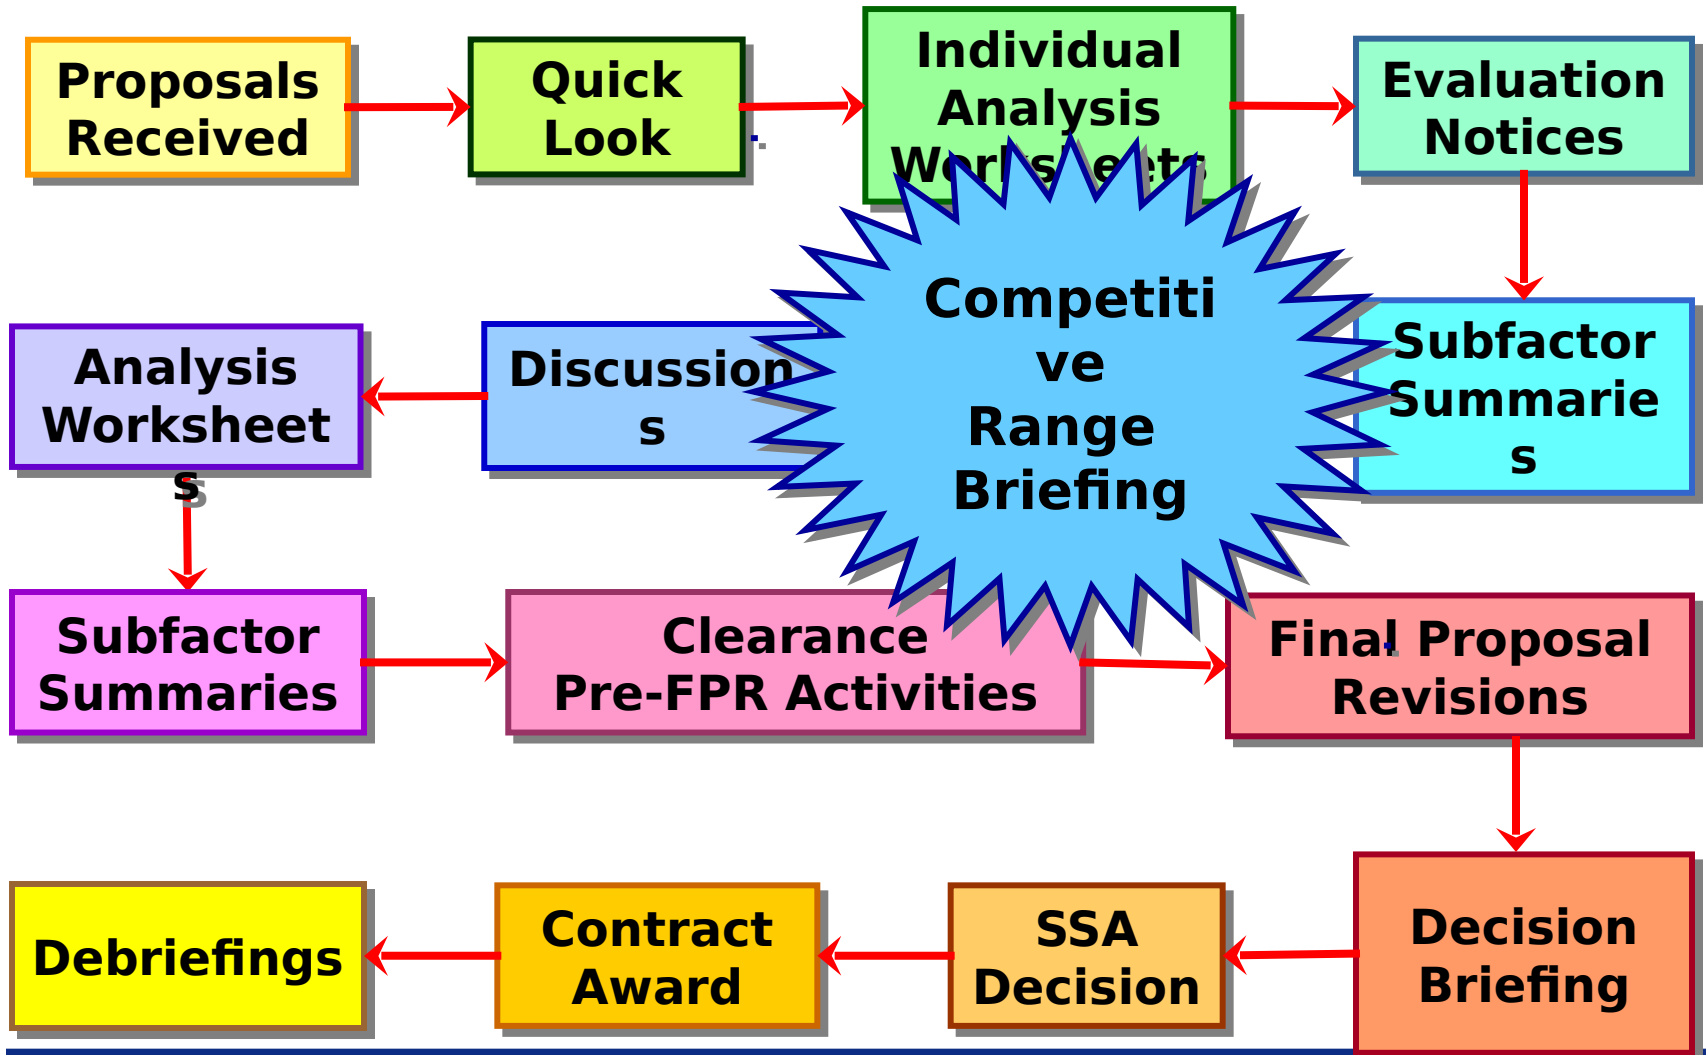 Proposals
Received
Quick
Look
Individual
Analysis
Worksheets
Evaluation
Notices
Analysis
Worksheet
s
Discussion
s
Competiti
ve
Range
Briefing
Subfactor
Summarie
s
Subfactor
Summaries
Clearance
Pre-FPR Activities
Final Proposal
Revisions
Debriefings
Contract
Award
SSA
Decision
Decision
Briefing